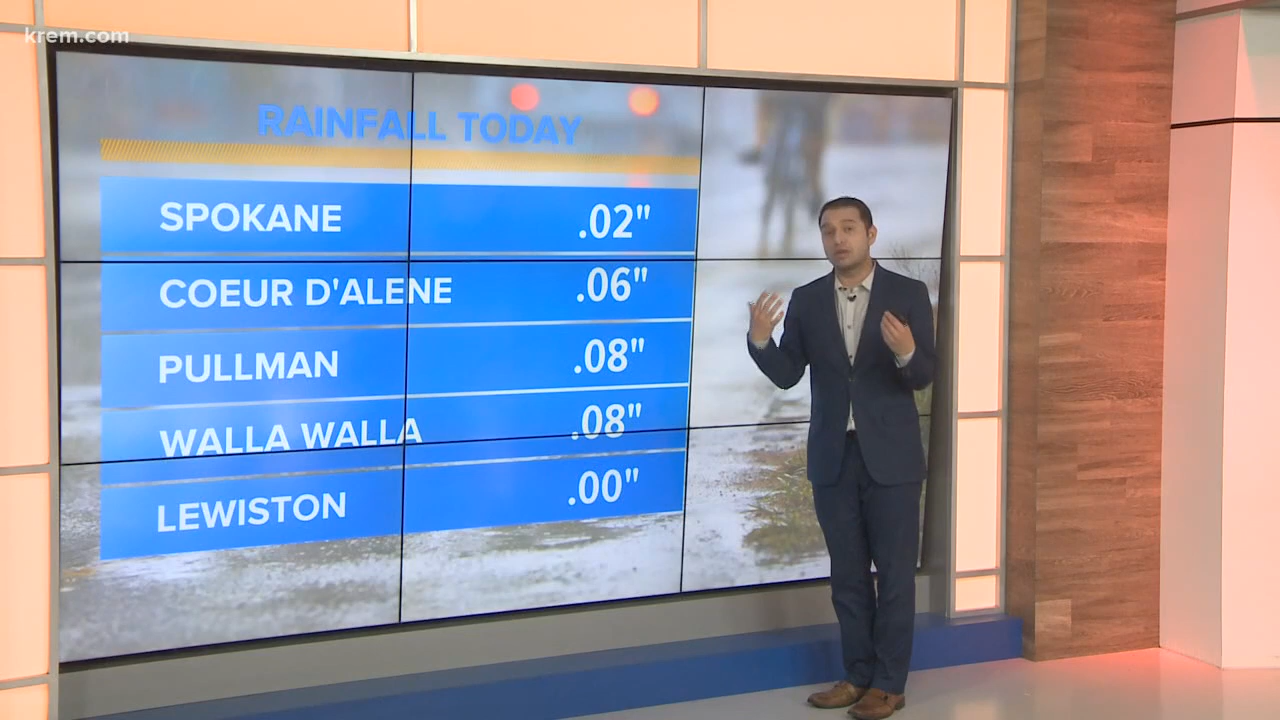 krem.com
RAINFALL TODAY
SPOKANE .02"
COEUR D'ALENE .06"
PULLMAN .08"
WALLA WALLA .08"
LEWISTON .00"